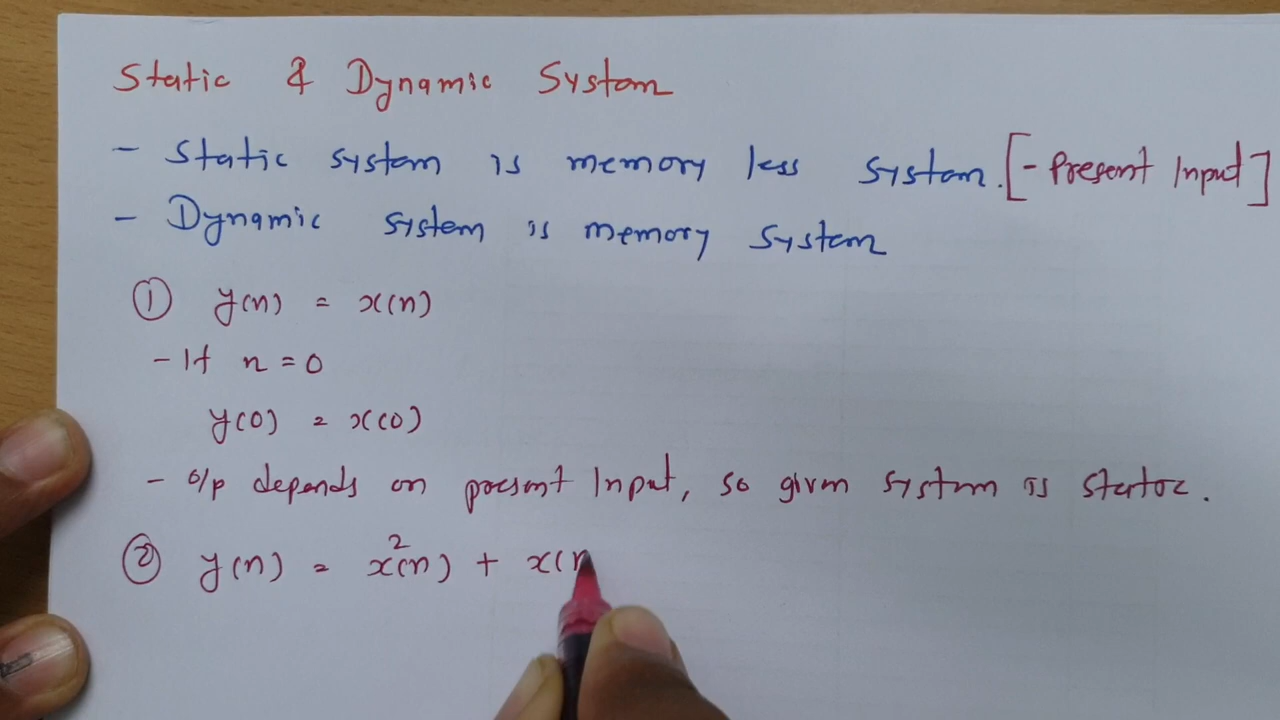 Static & Dynamic System
- Static system is memory less system. [- Present Input]
- Dynamic system is memory system
① y(n) = x(n)
- If n = 0
y(0) = x(0)
- o/p depends on present Input, so given system is static.
② y(n) = x²(n) + x(n